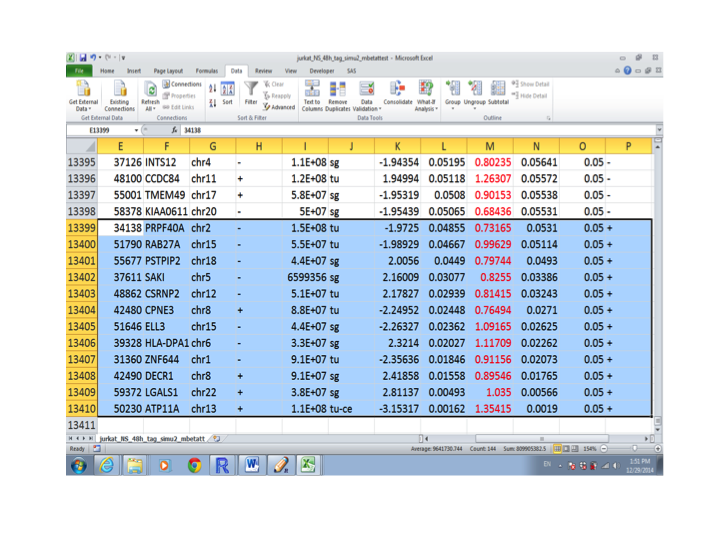 jurkat_NS_48h_tag_simu2_mbetattest - Microsoft Excel
File Home Insert Page Layout Formulas Data Review View Developer SAS
Connections Clear Show Detail
Properties Reapply Hide Detail
Edit Links Advanced
Get External Data Existing Connections Refresh All Sort Filter Text to Columns Remove Duplicates Data Validation Consolidate What-If Analysis Group Ungroup Subtotal
Get External Data Connections Sort & Filter Data Tools Outline
E13399 fx 34138
E F G H I J K L M N O P
13395 37126 INTS12 chr4 - 1.1E+08 sg -1.94354 0.05195 0.80235 0.05641 0.05 -
13396 48100 CCDC84 chr11 + 1.2E+08 tu 1.94994 0.05118 1.26307 0.05572 0.05 -
13397 55001 TMEM49 chr17 + 5.8E+07 sg -1.95319 0.0508 0.90153 0.05538 0.05 -
13398 58378 KIAA0611 chr20 - 5E+07 sg -1.95439 0.05065 0.68436 0.05531 0.05 -
13399 34138 PRPF40A chr2 - 1.5E+08 tu -1.9725 0.04855 0.73165 0.0531 0.05 +
13400 51790 RAB27A chr15 - 5.5E+07 tu -1.98929 0.04667 0.99629 0.05114 0.05 +
13401 55677 PSTPIP2 chr18 - 4.4E+07 sg 2.0056 0.0449 0.79744 0.0493 0.05 +
13402 37611 SAKI chr5 - 6599356 sg 2.16009 0.03077 0.8255 0.03386 0.05 +
13403 48862 CSRNP2 chr12 - 5.1E+07 tu 2.17827 0.02939 0.81415 0.03243 0.05 +
13404 42480 CPNE3 chr8 + 8.8E+07 tu -2.24952 0.02448 0.76494 0.0271 0.05 +
13405 51646 ELL3 chr15 - 4.4E+07 sg -2.26327 0.02362 1.09165 0.02625 0.05 +
13406 39328 HLA-DPA1 chr6 - 3.3E+07 sg 2.3214 0.02027 1.11709 0.02262 0.05 +
13407 31360 ZNF644 chr1 - 9.1E+07 tu -2.35636 0.01846 0.91156 0.02073 0.05 +
13408 42490 DECR1 chr8 + 9.1E+07 sg 2.41858 0.01558 0.89546 0.01765 0.05 +
13409 59372 LGALS1 chr22 + 3.8E+07 sg 2.81137 0.00493 1.035 0.00566 0.05 +
13410 50230 ATP11A chr13 + 1.1E+08 tu-ce -3.15317 0.00162 1.35415 0.0019 0.05 +
13411
jurkat_NS_48h_tag_simu2_mbetatt
Ready Average: 9641730.744 Count: 144 Sum: 809905382.5 154%
EN 1:51 PM
12/29/2014